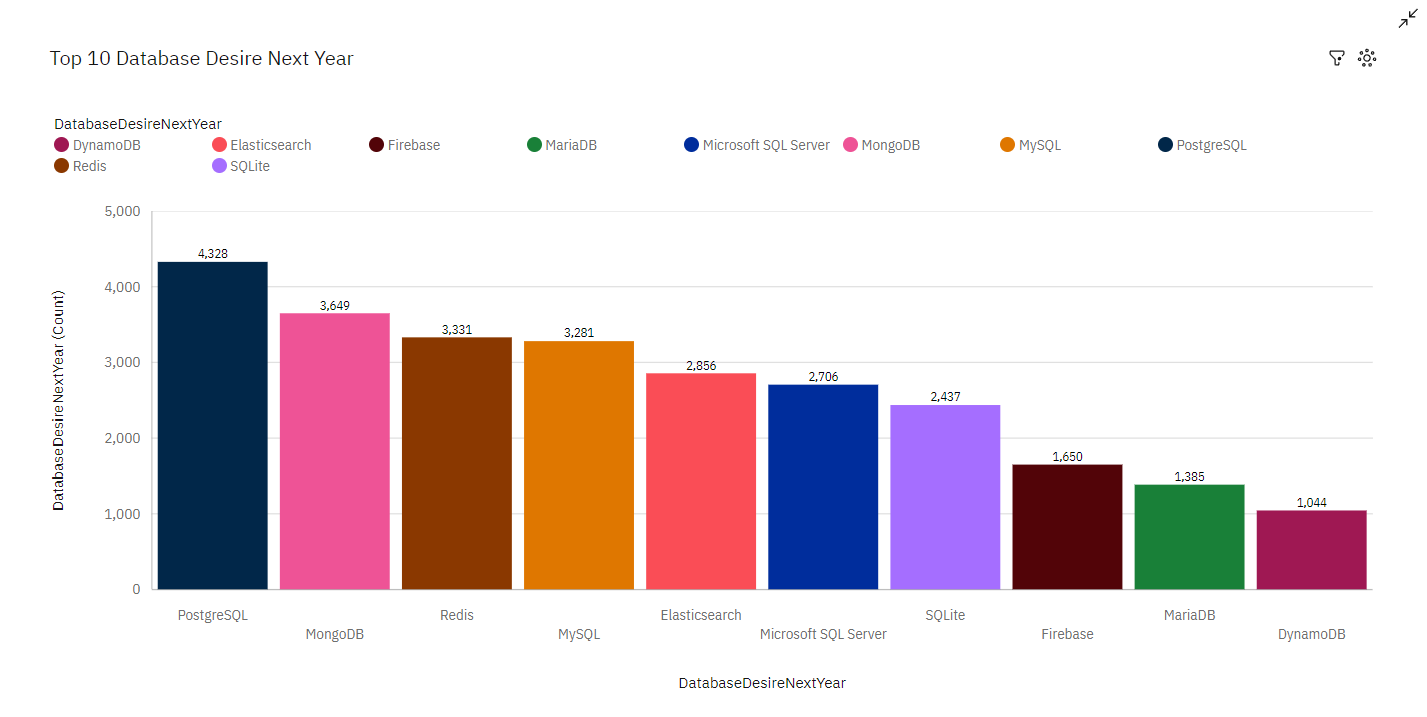 Top 10 Database Desire Next Year
DatabaseDesireNextYear
DynamoDB Elasticsearch Firebase MariaDB Microsoft SQL Server MongoDB MySQL PostgreSQL
Redis SQLite
5,000
4,000
3,000
2,000
1,000
0
DatabaseDesireNextYear (Count)
4,328
3,649
3,331
3,281
2,856
2,706
2,437
1,650
1,385
1,044
PostgreSQL Redis Elasticsearch SQLite MariaDB
MongoDB MySQL Microsoft SQL Server Firebase DynamoDB
DatabaseDesireNextYear